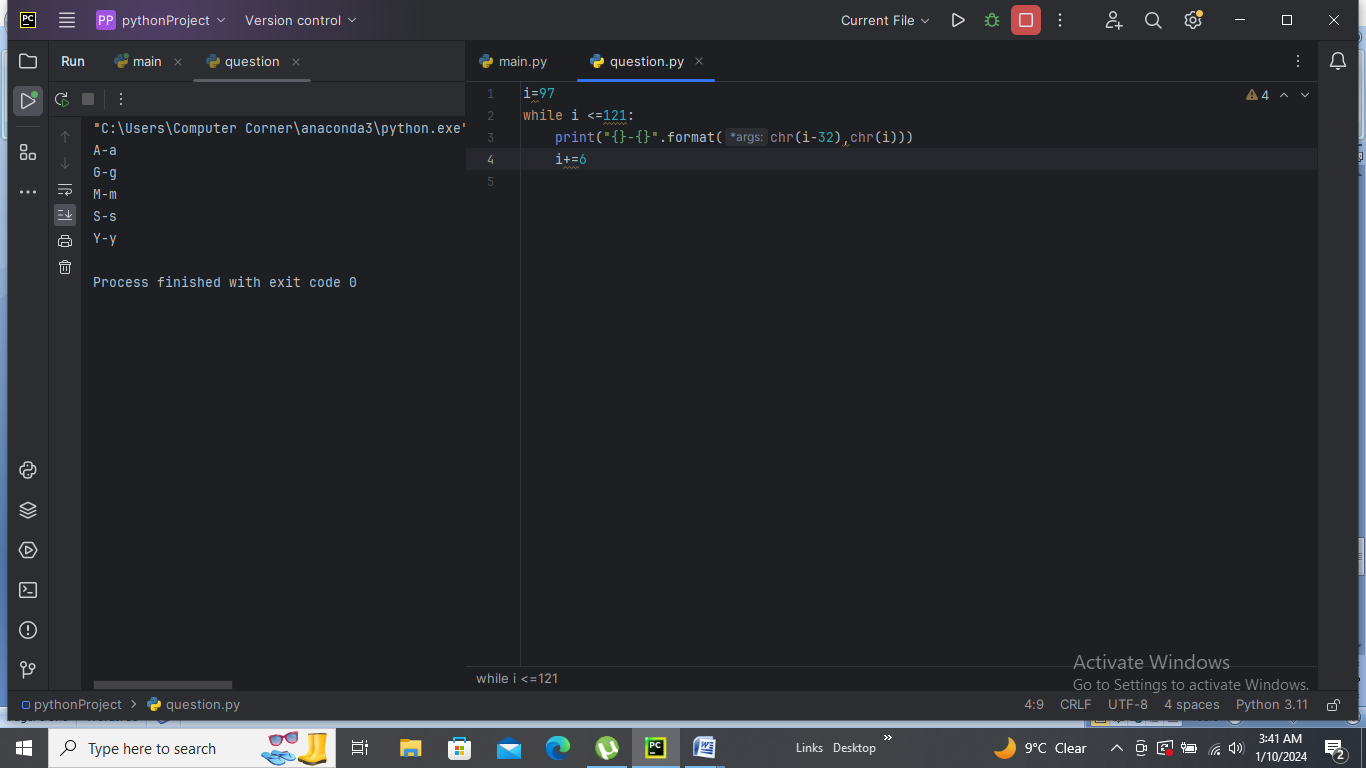 PC
PP pythonProject Version control Current File
Run main question
main.py question.py
"C:\Users\Computer Corner\anaconda3\python.exe"
A-a
G-g
M-m
S-s
Y-y
Process finished with exit code 0
1 i=97
2 while i <=121:
3 print("{}-{}".format( *args: chr(i-32),chr(i)))
4 i+=6
5
4
while i <=121
Activate Windows
Go to Settings to activate Windows.
pythonProject > question.py 4:9 CRLF UTF-8 4 spaces Python 3.11
Type here to search PC W Links Desktop 9°C Clear 3:41 AM
1/10/2024
2